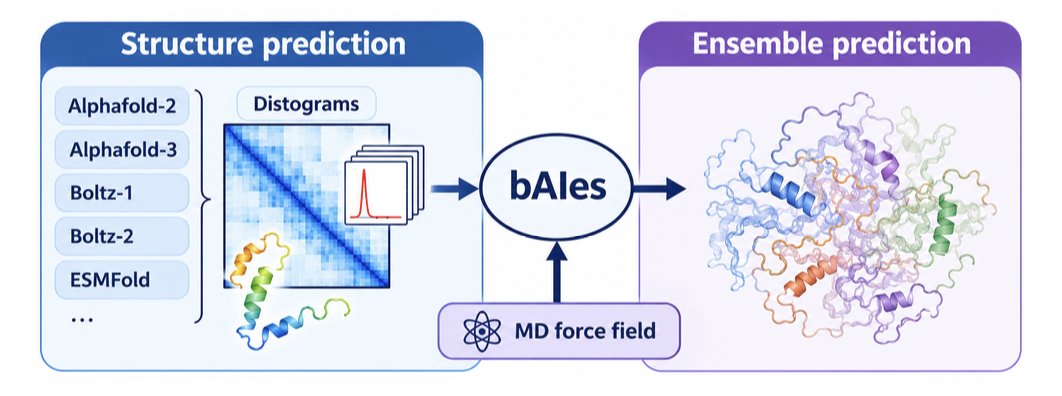 Structure prediction
Alphafold-2
Alphafold-3
Boltz-1
Boltz-2
ESMFold
...
Distograms
bAIes
MD force field
Ensemble prediction